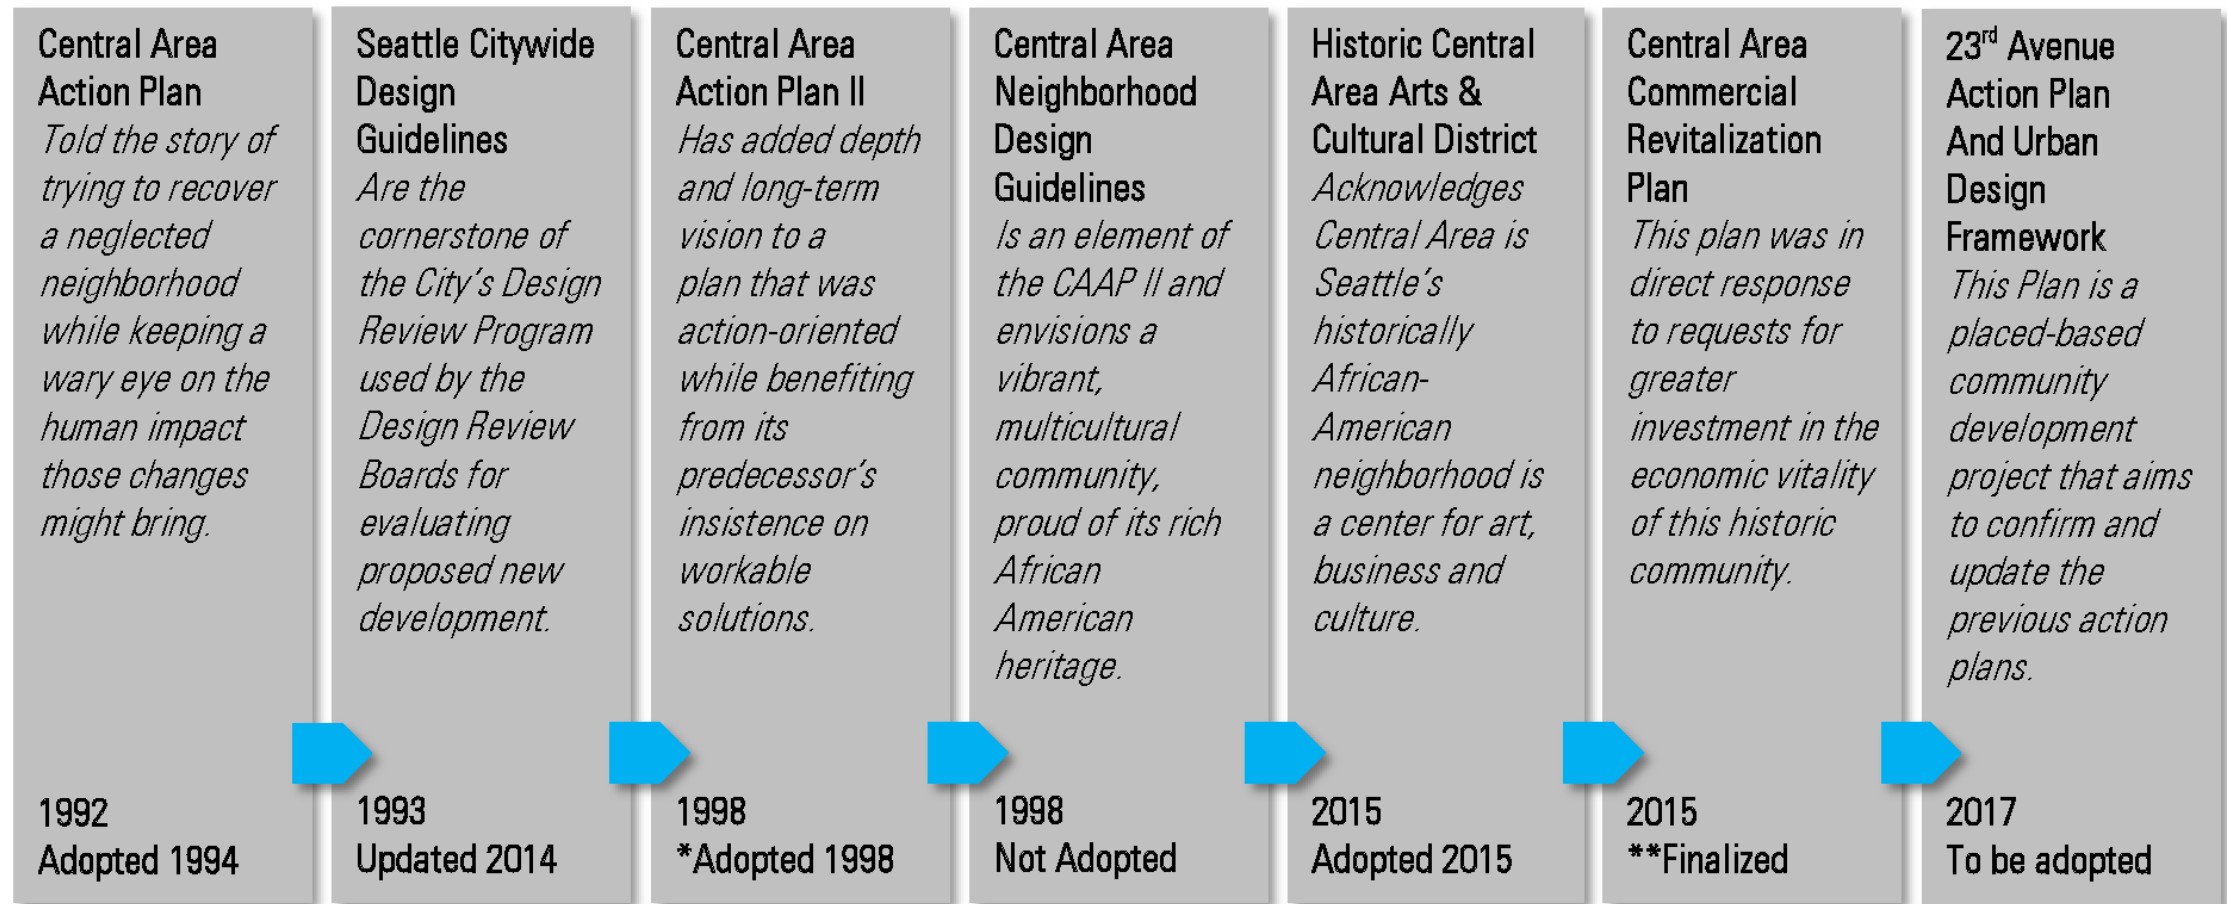 Central Area
Action Plan
Told the story of
trying to recover
a neglected
neighborhood
while keeping a
wary eye on the
human impact
those changes
might bring.
1992
Adopted 1994
Seattle Citywide
Design
Guidelines
Are the
cornerstone of
the City's Design
Review Program
used by the
Design Review
Boards for
evaluating
proposed new
development.
1993
Updated 2014
Central Area
Action Plan II
Has added depth
and long-term
vision to a
plan that was
action-oriented
while benefiting
from its
predecessor's
insistence on
workable
solutions.
1998
*Adopted 1998
Central Area
Neighborhood
Design
Guidelines
Is an element of
the CAAP II and
envisions a
vibrant,
multicultural
community,
proud of its rich
African
American
heritage.
1998
Not Adopted
Historic Central
Area Arts &
Cultural District
Acknowledges
Central Area is
Seattle's
historically
African-
American
neighborhood is
a center for art,
business and
culture.
2015
Adopted 2015
Central Area
Commercial
Revitalization
Plan
This plan was in
direct response
to requests for
greater
investment in the
economic vitality
of this historic
community.
2015
**Finalized
23rd Avenue
Action Plan
And Urban
Design
Framework
This Plan is a
placed-based
community
development
project that aims
to confirm and
update the
previous action
plans.
2017
To be adopted